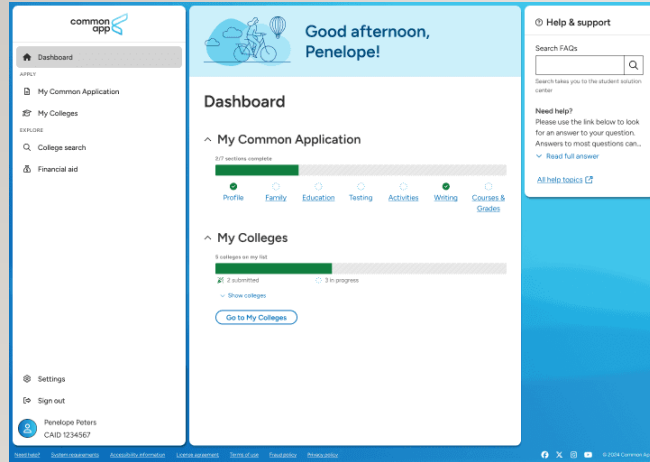 common
app
Dashboard
APPLY
My Common Application
My Colleges
EXPLORE
College search
Financial aid
Settings
Sign out
Penelope Peters
CAID 1234567
Good afternoon,
Penelope!
Dashboard
My Common Application
2/7 sections complete
Profile
Family
Education
Testing
Activities
Writing
Courses &
Grades
My Colleges
5 colleges on my list
2 submitted
3 in progress
Show colleges
Go to My Colleges
Help & support
Search FAQs
Search takes you to the student solution
center
Need help?
Please use the link below to look
for an answer to your question.
Answers to most questions can...
Read full answer
All help topics
Need help?
System requirements
Accessibility information
License agreement
Terms of use
Fraud policy
Privacy policy
© 2024 Common Ap